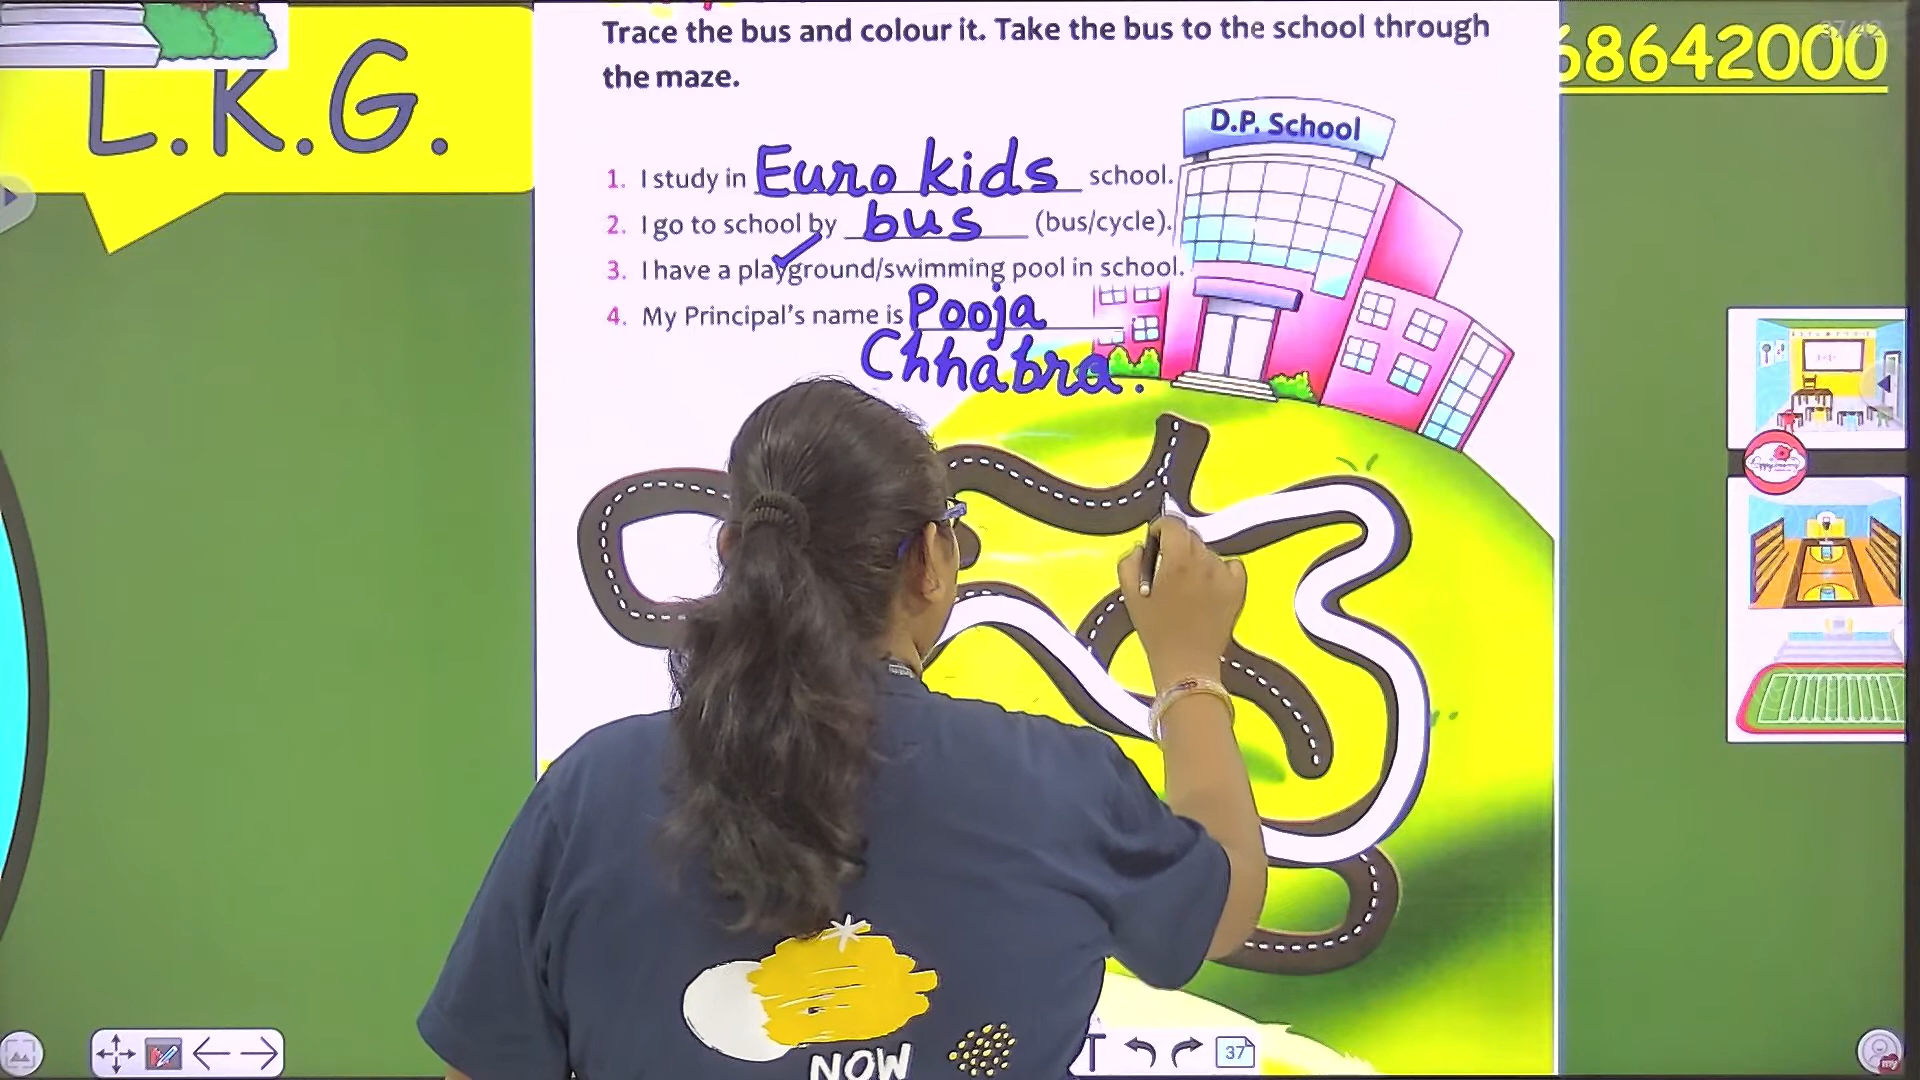 Trace the bus and colour it. Take the bus to the school through
the maze.
68642000
37/42
L.K.G.
D.P. School
1. I study in Euro kids school.
2. I go to school by bus (bus/cycle).
3. I have a playground/swimming pool in school.
4. My Principal's name is Pooja
Chhabra.
NOW
T
37